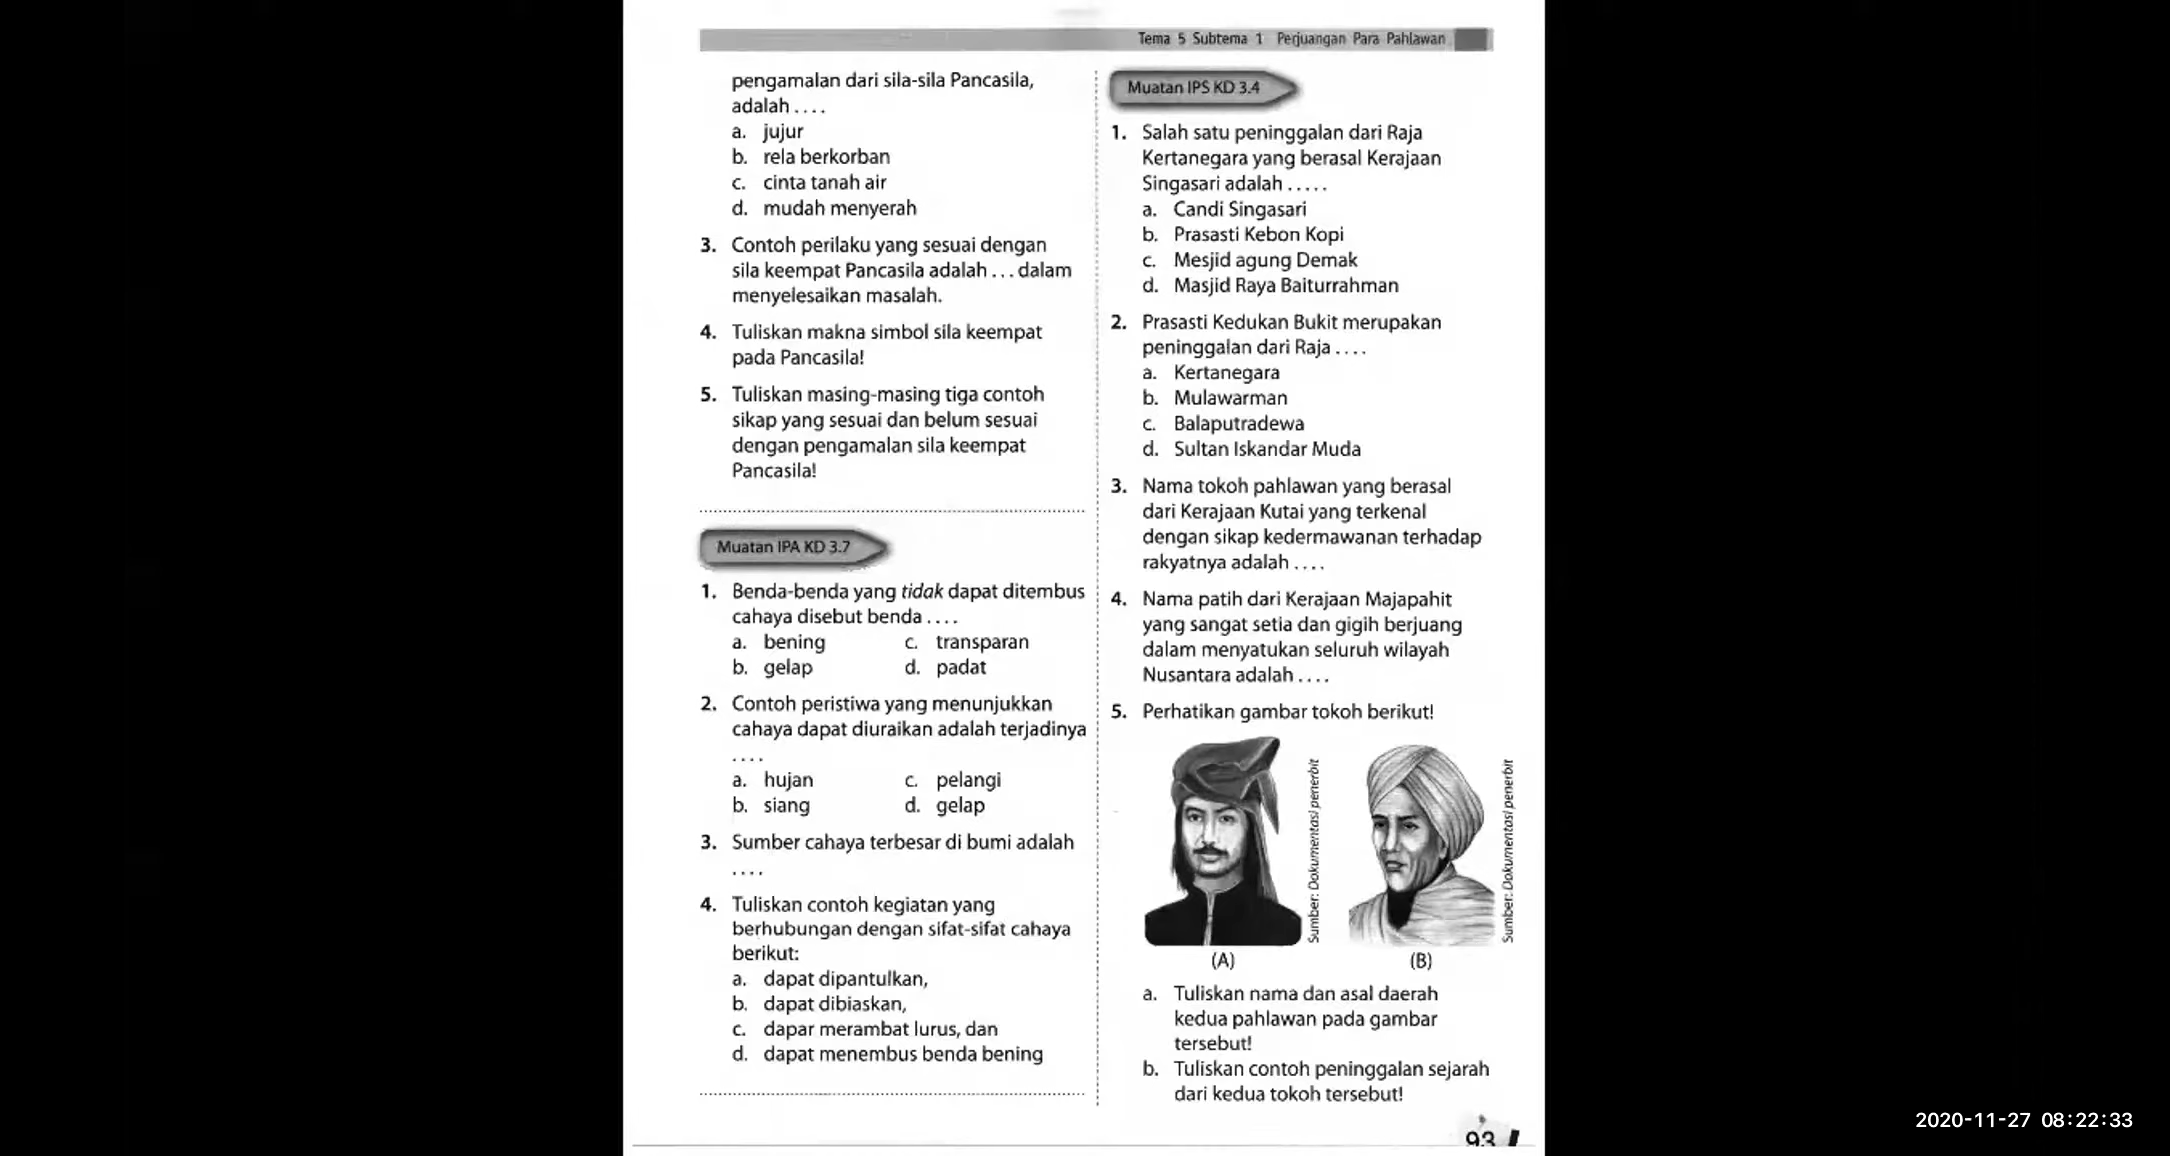 Tema 5 Subtema 1 Perjuangan Para Pahlawan
pengamalan dari sila-sila Pancasila,
adalah . . . .
a. jujur
b. rela berkorban
c. cinta tanah air
d. mudah menyerah
3. Contoh perilaku yang sesuai dengan
sila keempat Pancasila adalah . . . dalam
menyelesaikan masalah.
4. Tuliskan makna simbol sila keempat
pada Pancasila!
5. Tuliskan masing-masing tiga contoh
sikap yang sesuai dan belum sesuai
dengan pengamalan sila keempat
Pancasila!
Muatan IPA KD 3.7
1. Benda-benda yang tidak dapat ditembus
cahaya disebut benda . . . .
a. bening c. transparan
b. gelap d. padat
2. Contoh peristiwa yang menunjukkan
cahaya dapat diuraikan adalah terjadinya
. . . .
a. hujan c. pelangi
b. siang d. gelap
3. Sumber cahaya terbesar di bumi adalah
. . . .
4. Tuliskan contoh kegiatan yang
berhubungan dengan sifat-sifat cahaya
berikut:
a. dapat dipantulkan,
b. dapat dibiaskan,
c. dapar merambat lurus, dan
d. dapat menembus benda bening
Muatan IPS KD 3.4
1. Salah satu peninggalan dari Raja
Kertanegara yang berasal Kerajaan
Singasari adalah . . . . .
a. Candi Singasari
b. Prasasti Kebon Kopi
c. Mesjid agung Demak
d. Masjid Raya Baiturrahman
2. Prasasti Kedukan Bukit merupakan
peninggalan dari Raja . . . .
a. Kertanegara
b. Mulawarman
c. Balaputradewa
d. Sultan Iskandar Muda
3. Nama tokoh pahlawan yang berasal
dari Kerajaan Kutai yang terkenal
dengan sikap kedermawanan terhadap
rakyatnya adalah . . . .
4. Nama patih dari Kerajaan Majapahit
yang sangat setia dan gigih berjuang
dalam menyatukan seluruh wilayah
Nusantara adalah . . . .
5. Perhatikan gambar tokoh berikut!
Sumber: Dokumentasi penerbit
Sumber: Dokumentasi penerbit
(A) (B)
a. Tuliskan nama dan asal daerah
kedua pahlawan pada gambar
tersebut!
b. Tuliskan contoh peninggalan sejarah
dari kedua tokoh tersebut!
93
2020-11-27 08:22:33